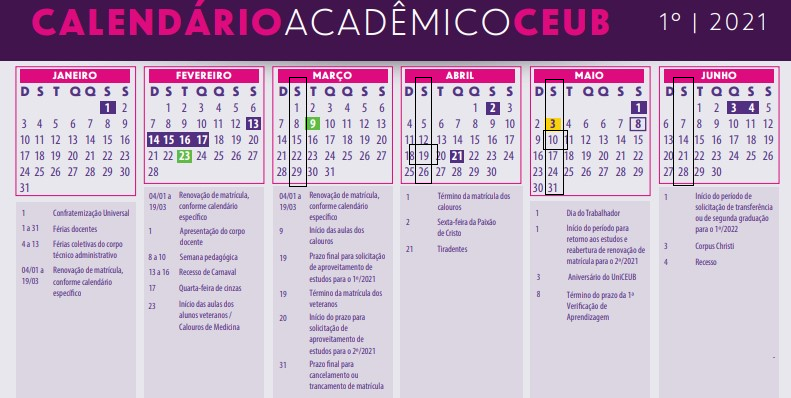 CALENDÁRIOACADÊMICOCEUB 1º | 2021
JANEIRO
D S T Q Q S S
1 2
3 4 5 6 7 8 9
10 11 12 13 14 15 16
17 18 19 20 21 22 23
24 25 26 27 28 29 30
31
1 Confraternização Universal
1 a 31 Férias docentes
4 a 13 Férias coletivas do corpo
técnico administrativo
04/01 a Renovação de matrícula,
19/03 conforme calendário
específico
FEVEREIRO
D S T Q Q S S
1 2 3 4 5 6
7 8 9 10 11 12 13
14 15 16 17 18 19 20
21 22 23 24 25 26 27
28
04/01 a Renovação de matrícula,
19/03 conforme calendário
específico
1 Apresentação do corpo
docente
8 a 10 Semana pedagógica
13 a 16 Recesso de Carnaval
17 Quarta-feira de cinzas
23 Início das aulas dos
alunos veteranos /
Calouros de Medicina
MARÇO
D S T Q Q S S
1 2 3 4 5 6
7 8 9 10 11 12 13
14 15 16 17 18 19 20
21 22 23 24 25 26 27
28 29 30 31
04/01 a Renovação de matrícula,
19/03 conforme calendário
específico
9 Início das aulas dos
calouros
19 Prazo final para solicitação
de aproveitamento de
estudos para o 1º/2021
19 Término da matrícula dos
veteranos
20 Início do prazo para
solicitação de
aproveitamento de
estudos para o 2º/2021
31 Prazo final para
cancelamento ou
trancamento de matrícula
ABRIL
D S T Q Q S S
1 2 3
4 5 6 7 8 9 10
11 12 13 14 15 16 17
18 19 20 21 22 23 24
25 26 27 28 29 30
1 Término da matrícula dos
calouros
2 Sexta-feira da Paixão
de Cristo
21 Tiradentes
MAIO
D S T Q Q S S
1
2 3 4 5 6 7 8
9 10 11 12 13 14 15
16 17 18 19 20 21 22
23 24 25 26 27 28 29
30 31
1 Dia do Trabalhador
1 Início do período para
retorno aos estudos e
reabertura de renovação de
matrícula para o 2º/2021
3 Aniversário do UniCEUB
8 Término do prazo da 1ª
Verificação de
Aprendizagem
JUNHO
D S T Q Q S S
1 2 3 4 5
6 7 8 9 10 11 12
13 14 15 16 17 18 19
20 21 22 23 24 25 26
27 28 29 30
1 Início do período de
solicitação de transferência
ou de segunda graduação
para o 1º/2022
3 Corpus Christi
4 Recesso